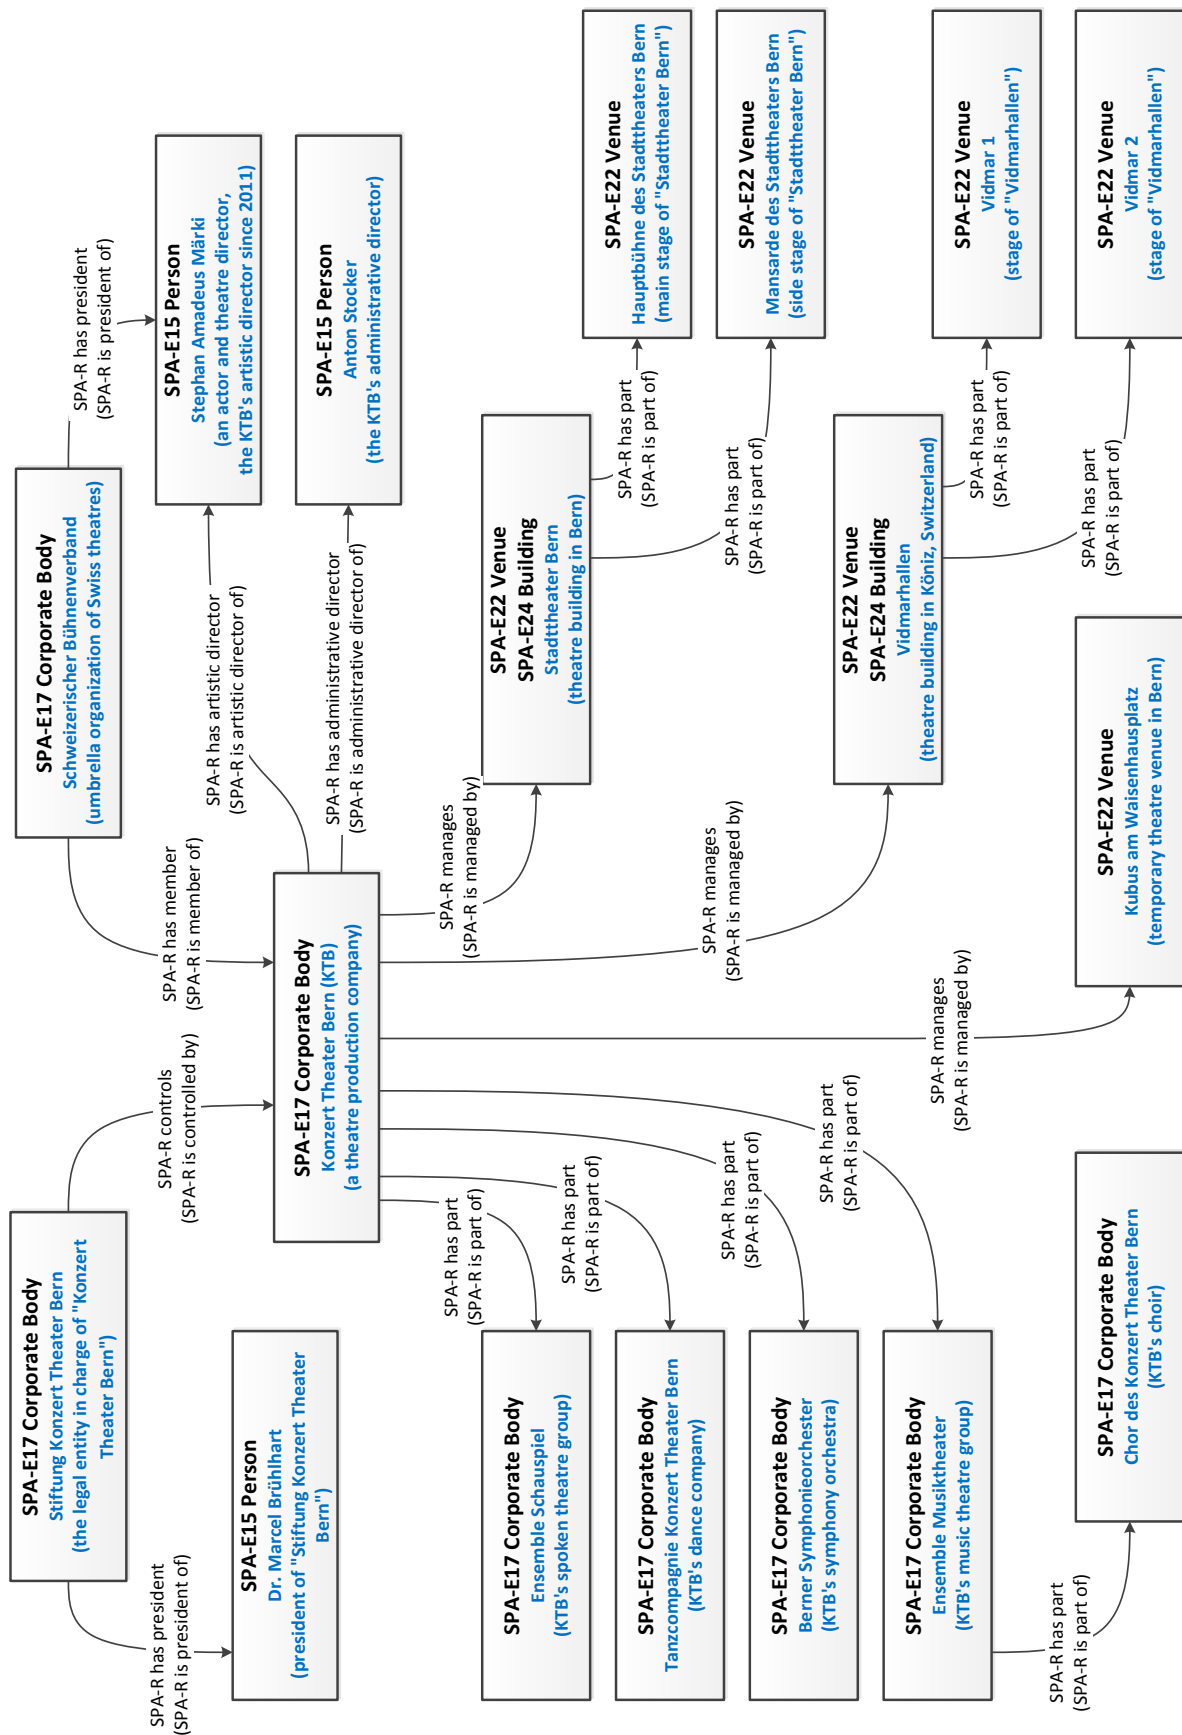 SPA-E17 Corporate Body
Stiftung Konzert Theater Bern
(the legal entity in charge of "Konzert
Theater Bern")
SPA-E17 Corporate Body
Schweizerischer Bühnenverband
(umbrella organization of Swiss theatres)
SPA-R has president
(SPA-R is president of)
SPA-R controls
(SPA-R is controlled by)
SPA-R has member
(SPA-R is member of)
SPA-R has president
(SPA-R is president of)
SPA-E15 Person
Dr. Marcel Brühlhart
(president of "Stiftung Konzert Theater
Bern")
SPA-E17 Corporate Body
Konzert Theater Bern (KTB)
(a theatre production company)
SPA-R has artistic director
(SPA-R is artistic director of)
SPA-E15 Person
Stephan Amadeus Märki
(an actor and theatre director,
the KTB's artistic director since 2011)
SPA-R has administrative director
(SPA-R is administrative director of)
SPA-E15 Person
Anton Stocker
(the KTB's administrative director)
SPA-R has part
(SPA-R is part of)
SPA-R manages
(SPA-R is managed by)
SPA-E17 Corporate Body
Ensemble Schauspiel
(KTB's spoken theatre group)
SPA-E22 Venue
SPA-E24 Building
Stadttheater Bern
(theatre building in Bern)
SPA-R has part
(SPA-R is part of)
SPA-E22 Venue
Hauptbühne des Stadttheaters Bern
(main stage of "Stadttheater Bern")
SPA-R has part
(SPA-R is part of)
SPA-E17 Corporate Body
Tanzcompagnie Konzert Theater Bern
(KTB's dance company)
SPA-R has part
(SPA-R is part of)
SPA-E22 Venue
Mansarde des Stadttheaters Bern
(side stage of "Stadttheater Bern")
SPA-R has part
(SPA-R is part of)
SPA-R manages
(SPA-R is managed by)
SPA-E17 Corporate Body
Berner Symphonieorchester
(KTB's symphony orchestra)
SPA-R has part
(SPA-R is part of)
SPA-E17 Corporate Body
Ensemble Musiktheater
(KTB's music theatre group)
SPA-E22 Venue
SPA-E24 Building
Vidmarhallen
(theatre building in Köniz, Switzerland)
SPA-R has part
(SPA-R is part of)
SPA-E22 Venue
Vidmar 1
(stage of "Vidmarhallen")
SPA-R manages
(SPA-R is managed by)
SPA-R has part
(SPA-R is part of)
SPA-R has part
(SPA-R is part of)
SPA-E17 Corporate Body
Chor des Konzert Theater Bern
(KTB's choir)
SPA-E22 Venue
Kubus am Waisenhausplatz
(temporary theatre venue in Bern)
SPA-E22 Venue
Vidmar 2
(stage of "Vidmarhallen")